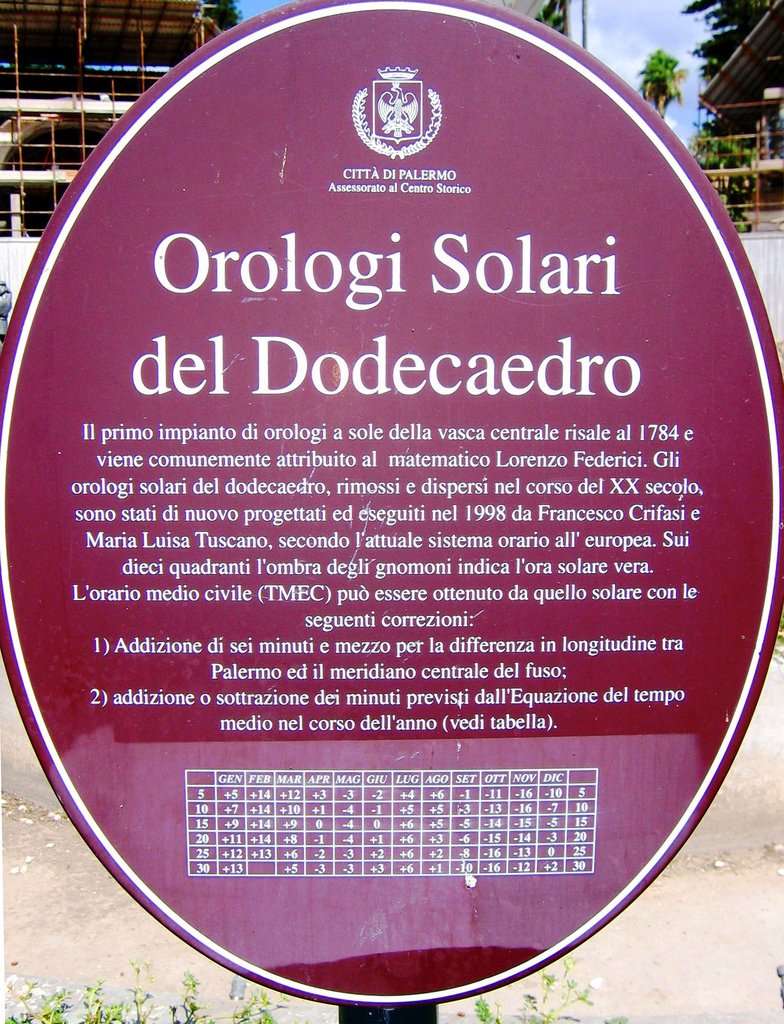 CITTÀ DI PALERMO
Assessorato al Centro Storico
Orologi Solari
del Dodecaedro
Il primo impianto di orologi a sole della vasca centrale risale al 1784 e
viene comunemente attribuito al matematico Lorenzo Federici. Gli
orologi solari del dodecaedro, rimossi e dispersi nel corso del XX secolo,
sono stati di nuovo progettati ed eseguiti nel 1998 da Francesco Crifasi e
Maria Luisa Tuscano, secondo l'attuale sistema orario all' europea. Sui
dieci quadranti l'ombra degli gnomoni indica l'ora solare vera.
L'orario medio civile (TMEC) può essere ottenuto da quello solare con le
seguenti correzioni:
1) Addizione di sei minuti e mezzo per la differenza in longitudine tra
Palermo ed il meridiano centrale del fuso;
2) addizione o sottrazione dei minuti previsti dall'Equazione del tempo
medio nel corso dell'anno (vedi tabella).
GEN FEB MAR APR MAG GIU LUG AGO SET OTT NOV DIC
5 +5 +14 +12 +3 -3 -2 +4 +6 -1 -11 -16 -10 5
10 +7 +14 +10 +1 -4 -1 +5 +5 -3 -13 -16 -7 10
15 +9 +14 +9 0 -4 0 +6 +5 -5 -14 -15 -5 15
20 +11 +14 +8 -1 -4 +1 +6 +3 -6 -15 -14 -3 20
25 +12 +13 +6 -2 -3 +2 +6 +2 -8 -16 -13 0 25
30 +13 +5 -3 -3 +3 +6 +1 -10 -16 -12 +2 30